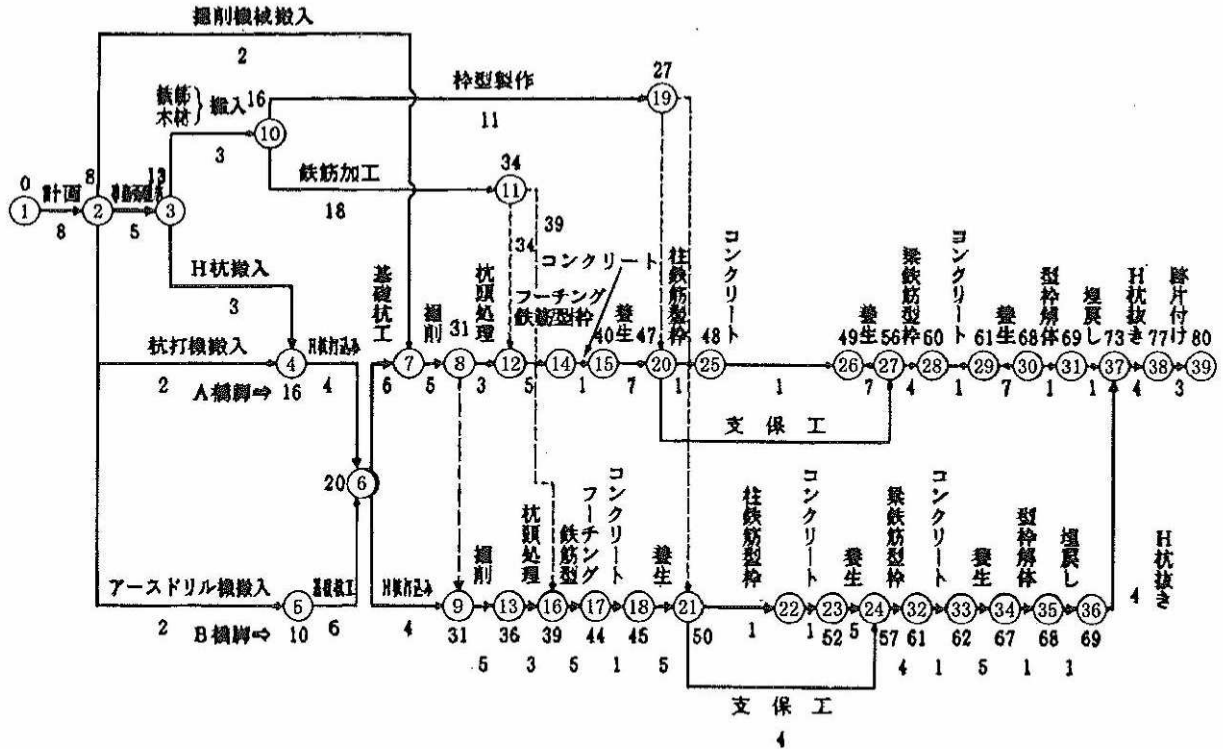 掘削機械搬入
2
枠型製作
27
⑲
鉄筋
木材
} 搬入
16
⑩
11
3
鉄筋加工
34
⑪
18
39
34
0
計画
8
13
①
②
③
8
5
H杭搬入
3
杭打機搬入
2
④
H杭打込み
4
A橋脚⇒ 16
20
⑥
アースドリル機搬入
2
⑤
基礎杭工
6
B橋脚⇒ 10
基礎杭工
掘削
31
杭頭処理
フーチング
鉄筋型枠
コンクリート
40
養生
47
柱鉄筋型枠
48
コンクリート
49
養生
56
梁鉄筋型枠
60
コンクリート
61
養生
68
型枠解体
69
埋戻し
73
H杭抜き
77
跡片付け
80
⑦
⑧
⑫
⑭
⑮
⑳
㉕
㉖
㉗
㉘
㉙
㉚
㉛
㊲
㊳
㊴
6
5
3
5
1
7
1
1
7
4
1
7
1
1
4
3
支保工
H杭打込み
掘削
杭頭処理
鉄筋型
フーチング
コンクリート
養生
柱鉄筋型枠
コンクリート
養生
梁鉄筋型枠
コンクリート
養生
型枠解体
埋戻し
4
H杭抜き
⑨
⑬
⑯
⑰
⑱
㉑
㉒
㉓
㉔
㉜
㉝
㉞
㉟
㊱
4
31
36
39
44
45
50
1
1
52
5
57
61
62
67
68
69
5
3
5
1
5
4
1
5
1
1
支保工
4